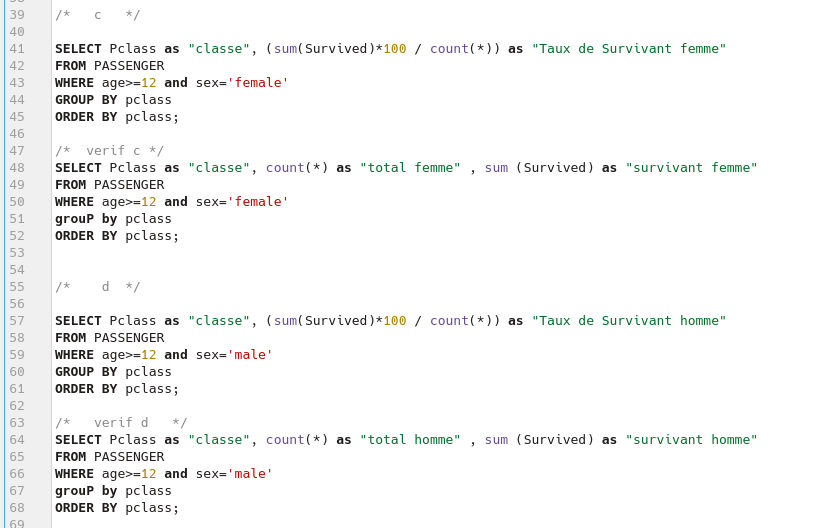 39 /*   c   */
40
41 SELECT Pclass as "classe", (sum(Survived)*100 / count(*)) as "Taux de Survivant femme"
42 FROM PASSENGER
43 WHERE age>=12 and sex='female'
44 GROUP BY pclass
45 ORDER BY pclass;
46
47 /*  verif c */
48 SELECT Pclass as "classe", count(*) as "total femme" , sum (Survived) as "survivant femme"
49 FROM PASSENGER
50 WHERE age>=12 and sex='female'
51 grouP by pclass
52 ORDER BY pclass;
53
54
55 /*    d  */
56
57 SELECT Pclass as "classe", (sum(Survived)*100 / count(*)) as "Taux de Survivant homme"
58 FROM PASSENGER
59 WHERE age>=12 and sex='male'
60 GROUP BY pclass
61 ORDER BY pclass;
62
63 /*   verif d   */
64 SELECT Pclass as "classe", count(*) as "total homme" , sum (Survived) as "survivant homme"
65 FROM PASSENGER
66 WHERE age>=12 and sex='male'
67 grouP by pclass
68 ORDER BY pclass;
69